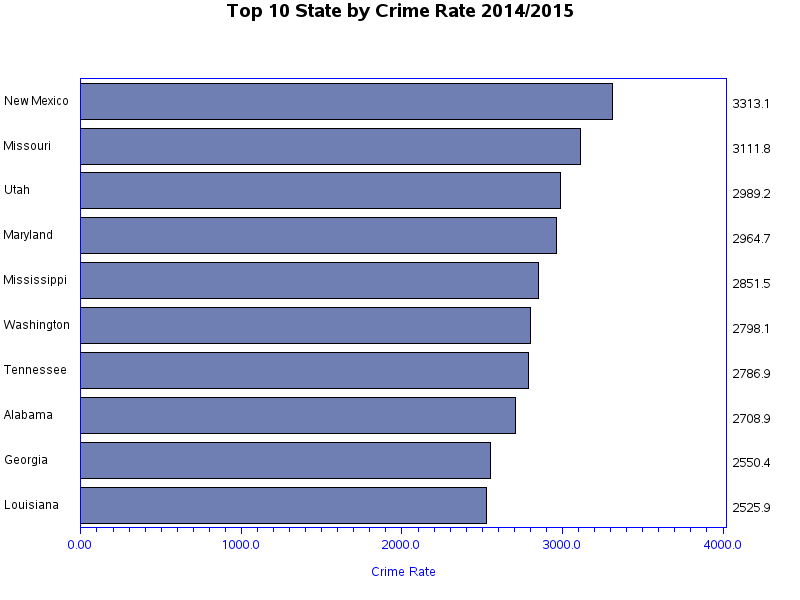 Top 10 State by Crime Rate 2014/2015
New Mexico 3313.1
Missouri 3111.8
Utah 2989.2
Maryland 2964.7
Mississippi 2851.5
Washington 2798.1
Tennessee 2786.9
Alabama 2708.9
Georgia 2550.4
Louisiana 2525.9
0.00 1000.0 2000.0 3000.0 4000.0
Crime Rate